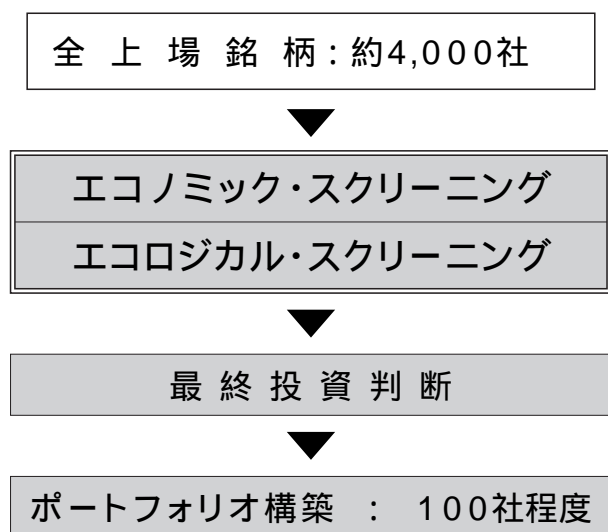 全上場銘柄：約4,000社
エコノミック・スクリーニング
エコロジカル・スクリーニング
最終投資判断
ポートフォリオ構築 ： 100社程度